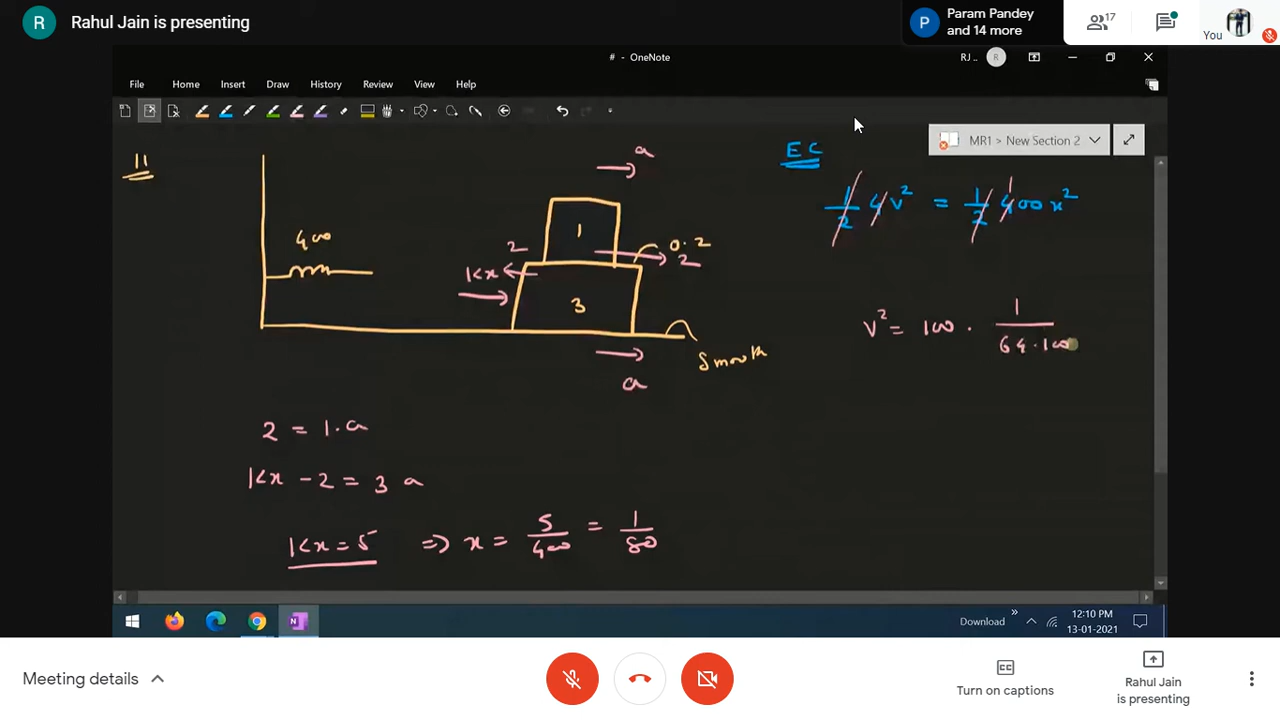 R Rahul Jain is presenting
P Param Pandey and 14 more
17
You
# - OneNote
RJ .. R
File Home Insert Draw History Review View Help
MR1 > New Section 2
11
a
EC
1/2 4v² = 1/2 400x²
400
1
0.2
2
2
Kx
3
v² = 100 · 1/64·100
Smooth
a
2 = 1·a
Kx - 2 = 3 a
Kx = 5 => x = 5/400 = 1/80
Download
12:10 PM
13-01-2021
Meeting details
CC
Turn on captions
Rahul Jain
is presenting